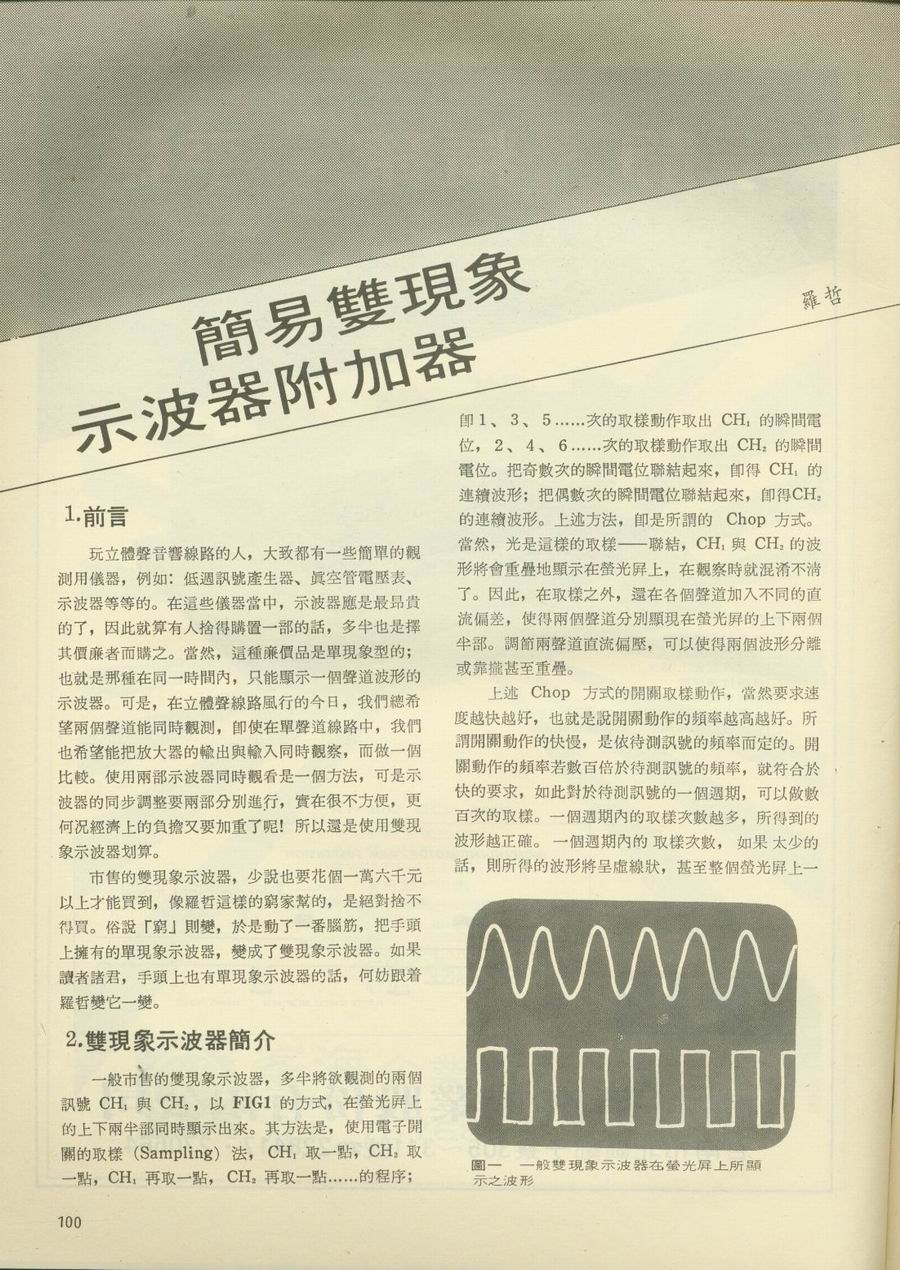 簡易雙現象
示波器附加器
羅哲
1.前言
玩立體聲音響線路的人，大致都有一些簡單的觀
測用儀器，例如：低週訊號產生器、眞空管電壓表、
示波器等等的。在這些儀器當中，示波器應是最昂貴
的了，因此就算有人捨得購置一部的話，多半也是擇
其價廉者而購之。當然，這種廉價品是單現象型的；
也就是那種在同一時間內，只能顯示一個聲道波形的
示波器。可是，在立體聲線路風行的今日，我們總希
望兩個聲道能同時觀測，卽使在單聲道線路中，我們
也希望能把放大器的輸出與輸入同時觀察，而做一個
比較。使用兩部示波器同時觀看是一個方法，可是示
波器的同步調整要兩部分別進行，實在很不方便，更
何況經濟上的負擔又要加重了呢！所以還是使用雙現
象示波器划算。
市售的雙現象示波器，少說也要花個一萬六千元
以上才能買到，像羅哲這樣的窮家幫的，是絕對捨不
得買。俗說「窮」則變，於是動了一番腦筋，把手頭
上擁有的單現象示波器，變成了雙現象示波器。如果
讀者諸君，手頭上也有單現象示波器的話，何妨跟着
羅哲變它一變。
2.雙現象示波器簡介
一般市售的雙現象示波器，多半將欲觀測的兩個
訊號 CH₁ 與 CH₂，以 FIG1 的方式，在螢光屏上
的上下兩半部同時顯示出來。其方法是，使用電子開
關的取樣（Sampling）法，CH₁ 取一點，CH₂ 取
一點，CH₁ 再取一點，CH₂ 再取一點……的程序；
卽1、3、5……次的取樣動作取出 CH₁ 的瞬間電
位，2、4、6……次的取樣動作取出 CH₂ 的瞬間
電位。把奇數次的瞬間電位聯結起來，卽得 CH₁ 的
連續波形；把偶數次的瞬間電位聯結起來，卽得CH₂
的連續波形。上述方法，卽是所謂的 Chop 方式。
當然，光是這樣的取樣——聯結，CH₁ 與 CH₂ 的波
形將會重疊地顯示在螢光屏上，在觀察時就混淆不清
了。因此，在取樣之外，還在各個聲道加入不同的直
流偏差，使得兩個聲道分別顯現在螢光屏的上下兩個
半部。調節兩聲道直流偏壓，可以使得兩個波形分離
或靠攏甚至重疊。
上述 Chop 方式的開關取樣動作，當然要求速
度越快越好，也就是說開關動作的頻率越高越好。所
謂開關動作的快慢，是依待測訊號的頻率而定的。開
關動作的頻率若數百倍於待測訊號的頻率，就符合於
快的要求，如此對於待測訊號的一個週期，可以做數
百次的取樣。一個週期內的取樣次數越多，所得到的
波形越正確。一個週期內的取樣次數，如果太少的
話，則所得的波形將呈虛線狀，甚至整個螢光屏上一
圖一　一般雙現象示波器在螢光屏上所顯
示之波形
100